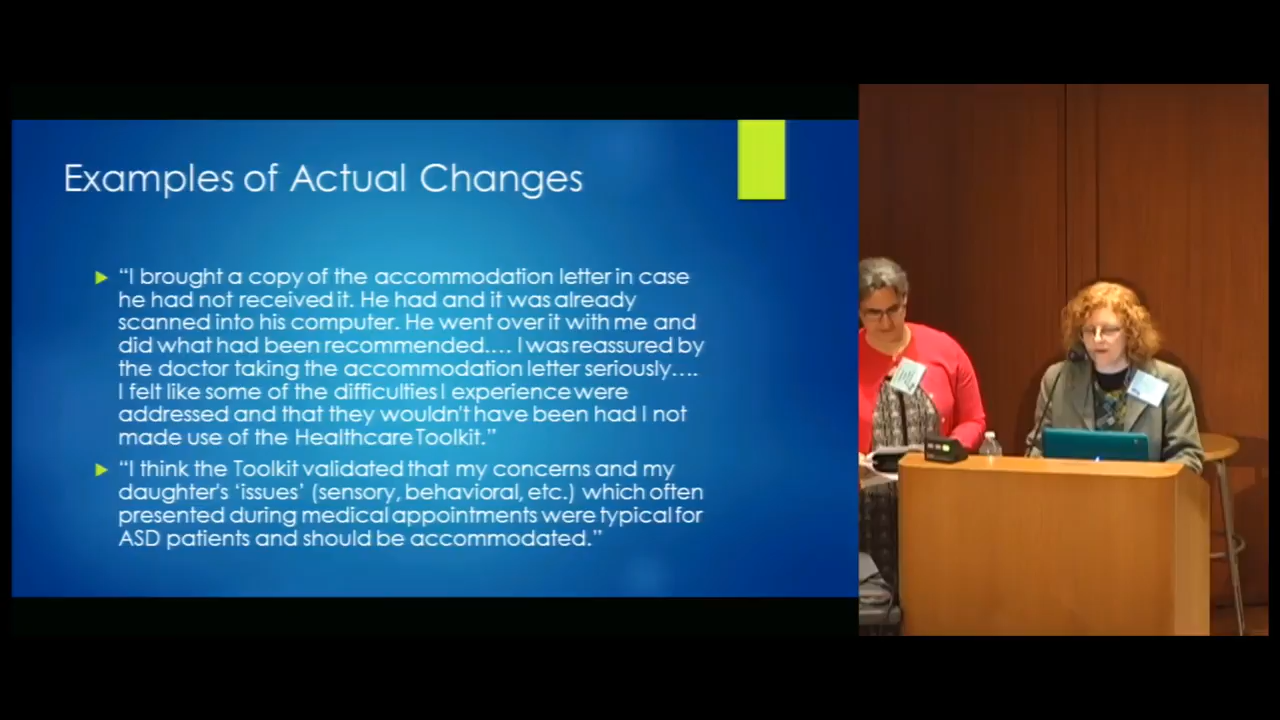 Examples of Actual Changes
“I brought a copy of the accommodation letter in case
he had not received it. He had and it was already
scanned into his computer. He went over it with me and
did what had been recommended.... I was reassured by
the doctor taking the accommodation letter seriously....
I felt like some of the difficulties I experience were
addressed and that they wouldn't have been had I not
made use of the Healthcare Toolkit.”
“I think the Toolkit validated that my concerns and my
daughter's ‘issues’ (sensory, behavioral, etc.) which often
presented during medical appointments were typical for
ASD patients and should be accommodated.”